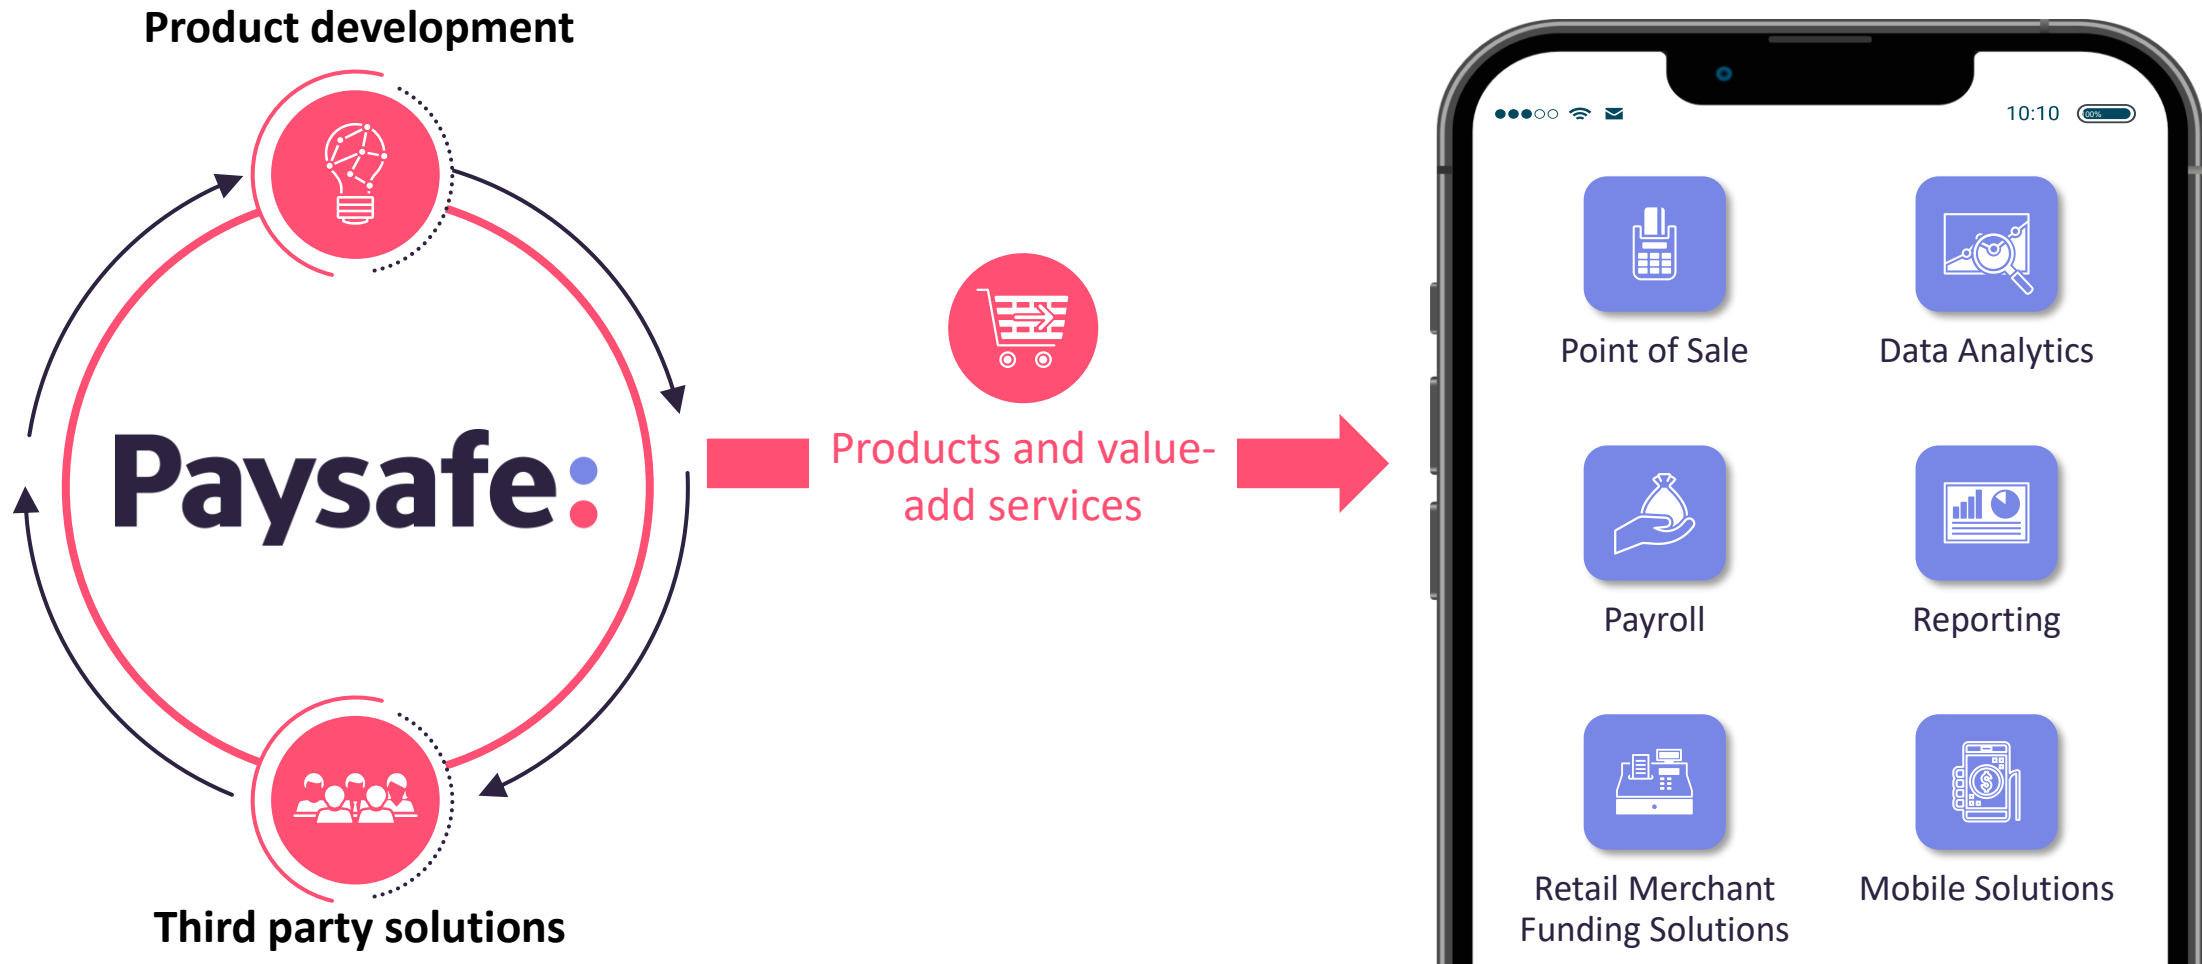 Product development
Paysafe:
Third party solutions
Products and value-
add services
10:10
100%
Point of Sale
Data Analytics
Payroll
Reporting
Retail Merchant
Funding Solutions
Mobile Solutions